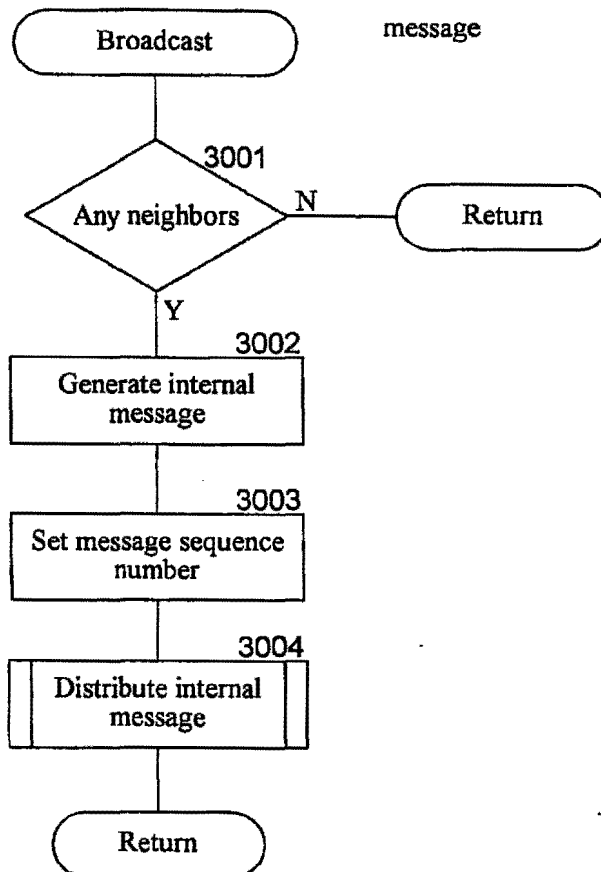 Broadcast
message
3001
Any neighbors
N
Return
Y
3002
Generate internal
message
3003
Set message sequence
number
3004
Distribute internal
message
Return